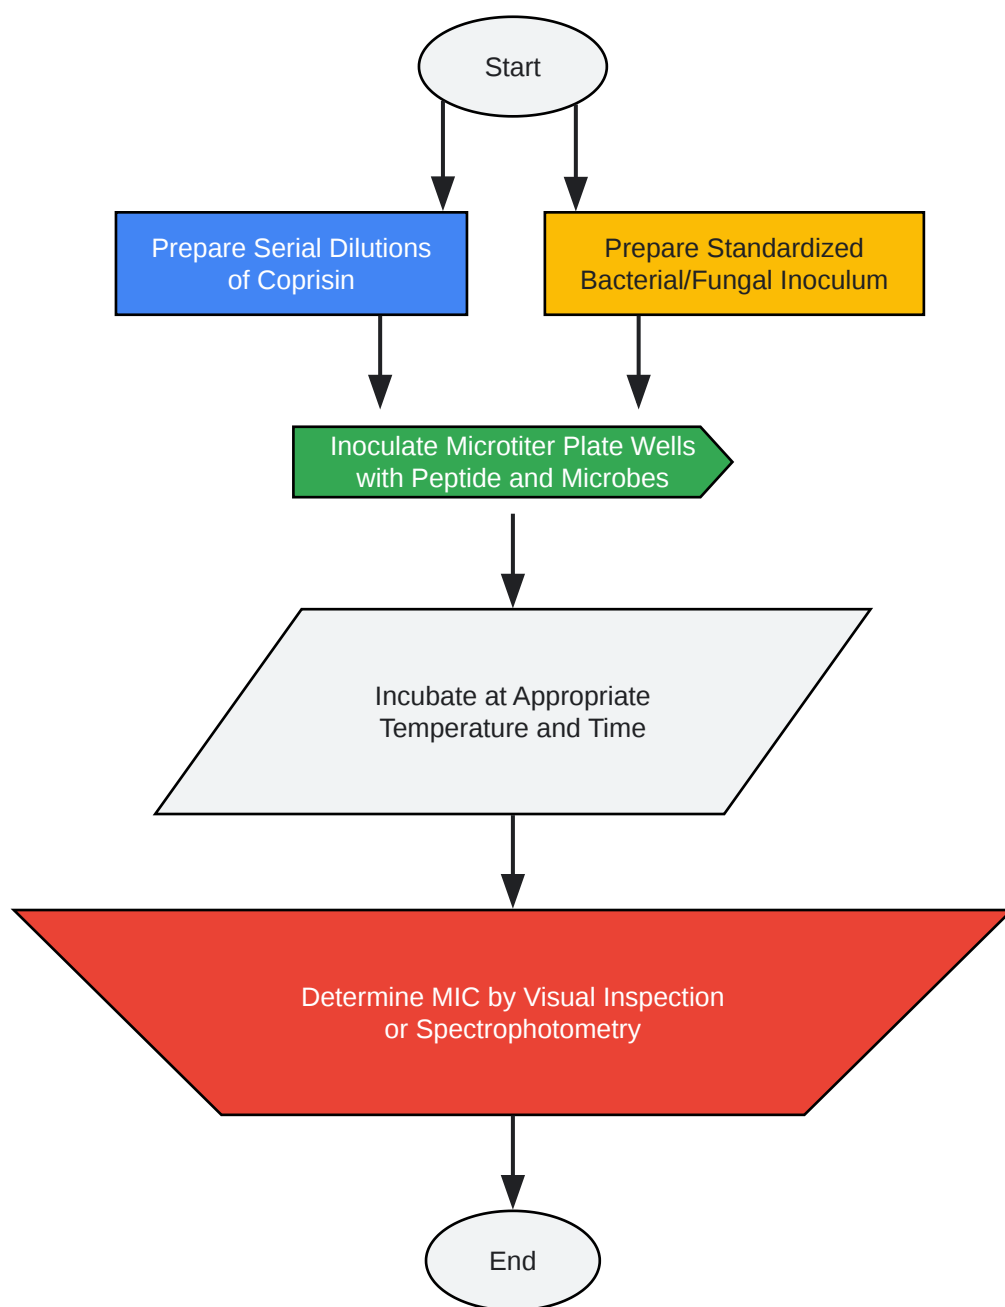 Start
Prepare Serial Dilutions
of Coprisin
Prepare Standardized
Bacterial/Fungal Inoculum
Inoculate Microtiter Plate Wells
with Peptide and Microbes
Incubate at Appropriate
Temperature and Time
Determine MIC by Visual Inspection
or Spectrophotometry
End